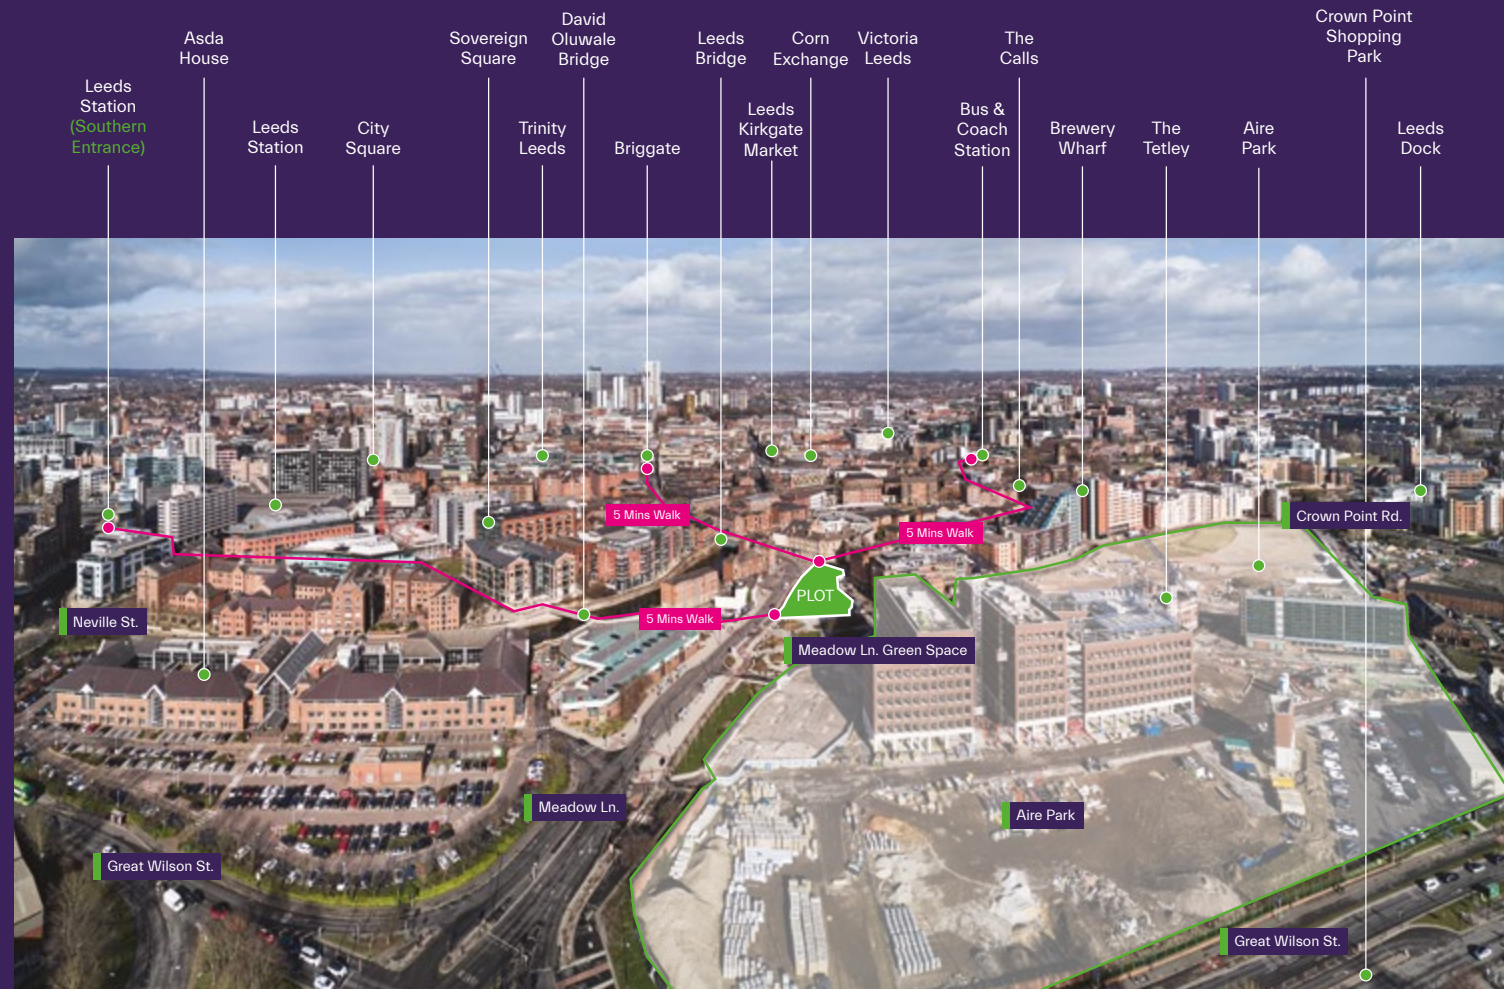 Leeds
Station
(Southern
Entrance)
Asda
House
Leeds
Station
City
Square
Sovereign
Square
Trinity
Leeds
David
Oluwale
Bridge
Briggate
Leeds
Bridge
Leeds
Kirkgate
Market
Corn
Exchange
Victoria
Leeds
Bus &
Coach
Station
The
Calls
Brewery
Wharf
The
Tetley
Aire
Park
Crown Point
Shopping
Park
Leeds
Dock
5 Mins Walk
Crown Point Rd.
5 Mins Walk
PLOT
5 Mins Walk
Neville St.
Meadow Ln. Green Space
Meadow Ln.
Aire Park
Great Wilson St.
Great Wilson St.